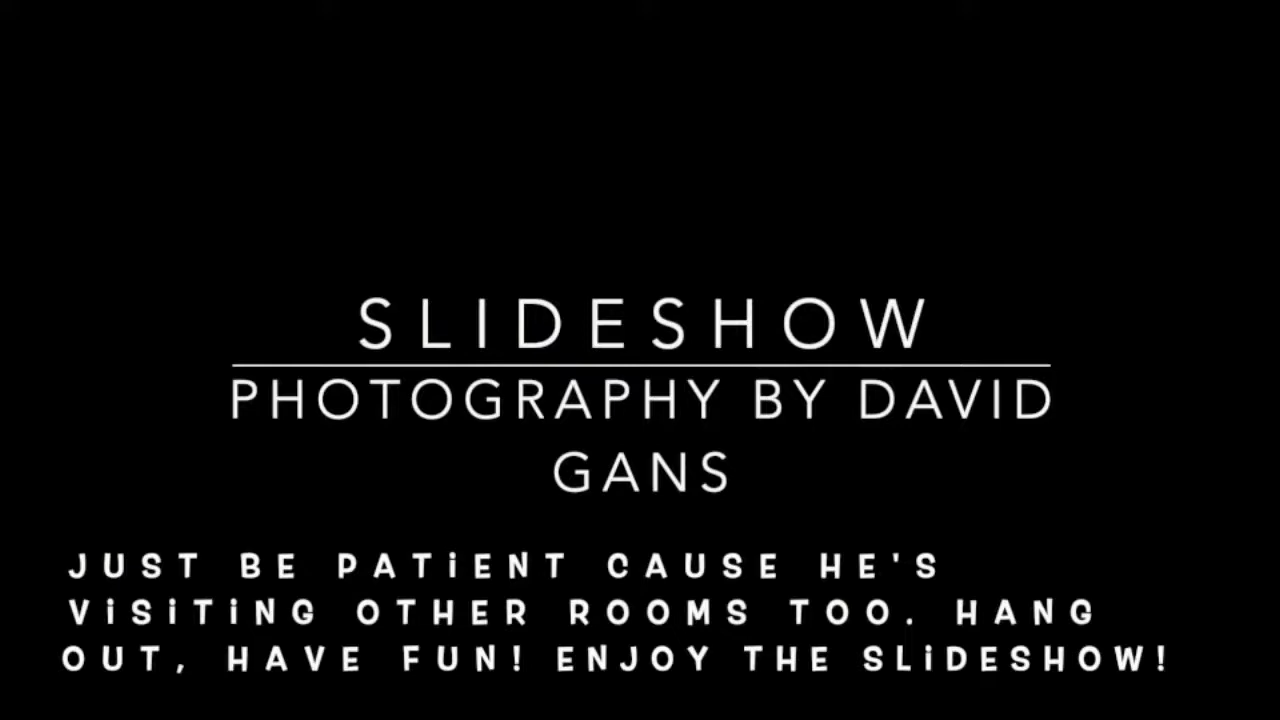 SLIDESHOW
PHOTOGRAPHY BY DAVID
GANS
JUST BE PATiENT CAUSE HE'S
ViSiTiNG OTHER ROOMS TOO. HANG
OUT, HAVE FUN! ENJOY THE SLiDESHOW!